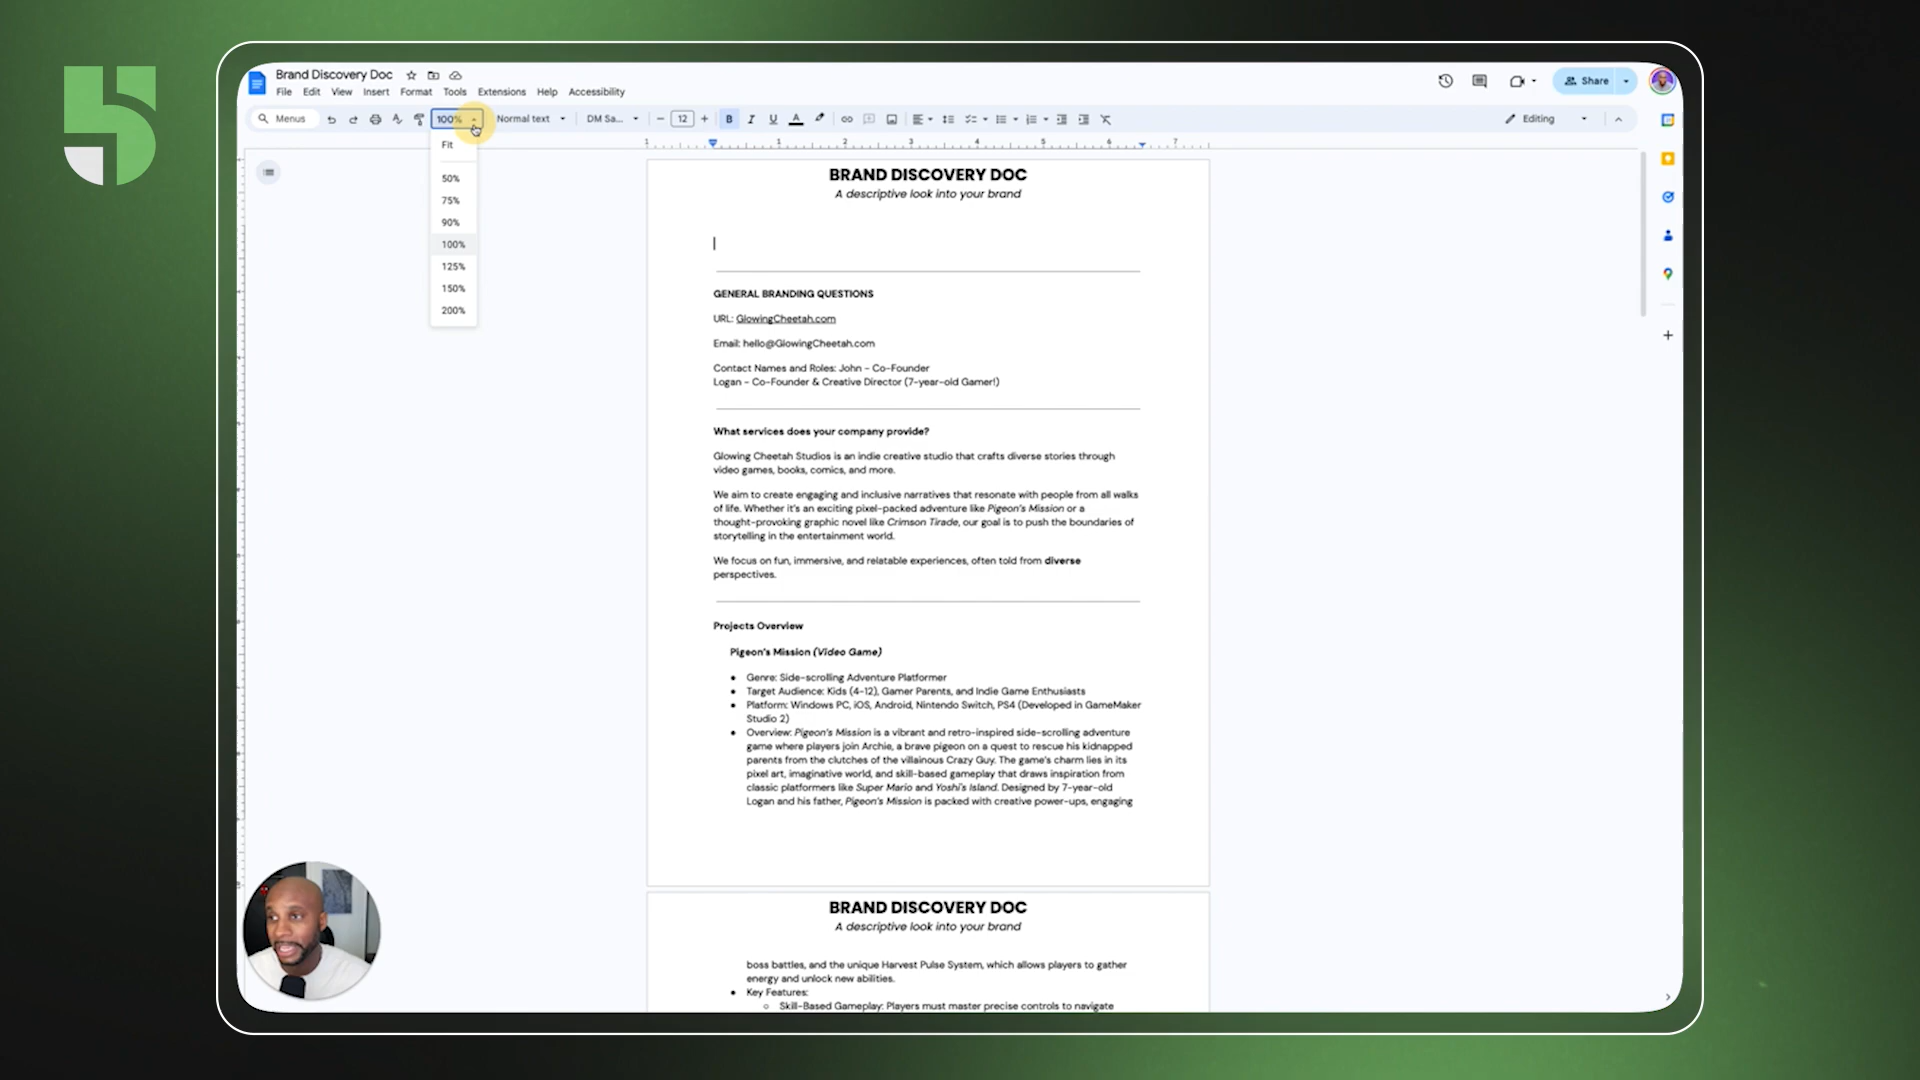 Brand Discovery Doc
File Edit View Insert Format Tools Extensions Help Accessibility
Share
Menus 100% Normal text DM Sa... 12 B I U A Editing
Fit
50%
75%
90%
100%
125%
150%
200%
1 1 2 3 4 5 6 7
BRAND DISCOVERY DOC
A descriptive look into your brand
GENERAL BRANDING QUESTIONS
URL: GlowingCheetah.com
Email: hello@GlowingCheetah.com
Contact Names and Roles: John - Co-Founder
Logan - Co-Founder & Creative Director (7-year-old Gamer!)
What services does your company provide?
Glowing Cheetah Studios is an indie creative studio that crafts diverse stories through
video games, books, comics, and more.
We aim to create engaging and inclusive narratives that resonate with people from all walks
of life. Whether it's an exciting pixel-packed adventure like Pigeon's Mission or a
thought-provoking graphic novel like Crimson Tirade, our goal is to push the boundaries of
storytelling in the entertainment world.
We focus on fun, immersive, and relatable experiences, often told from diverse
perspectives.
Projects Overview
Pigeon's Mission (Video Game)
● Genre: Side-scrolling Adventure Platformer
● Target Audience: Kids (4-12), Gamer Parents, and Indie Game Enthusiasts
● Platform: Windows PC, iOS, Android, Nintendo Switch, PS4 (Developed in GameMaker
Studio 2)
● Overview: Pigeon's Mission is a vibrant and retro-inspired side-scrolling adventure
game where players join Archie, a brave pigeon on a quest to rescue his kidnapped
parents from the clutches of the villainous Crazy Guy. The game's charm lies in its
pixel art, imaginative world, and skill-based gameplay that draws inspiration from
classic platformers like Super Mario and Yoshi's Island. Designed by 7-year-old
Logan and his father, Pigeon's Mission is packed with creative power-ups, engaging
BRAND DISCOVERY DOC
A descriptive look into your brand
boss battles, and the unique Harvest Pulse System, which allows players to gather
energy and unlock new abilities.
● Key Features:
○ Skill-Based Gameplay: Players must master precise controls to navigate